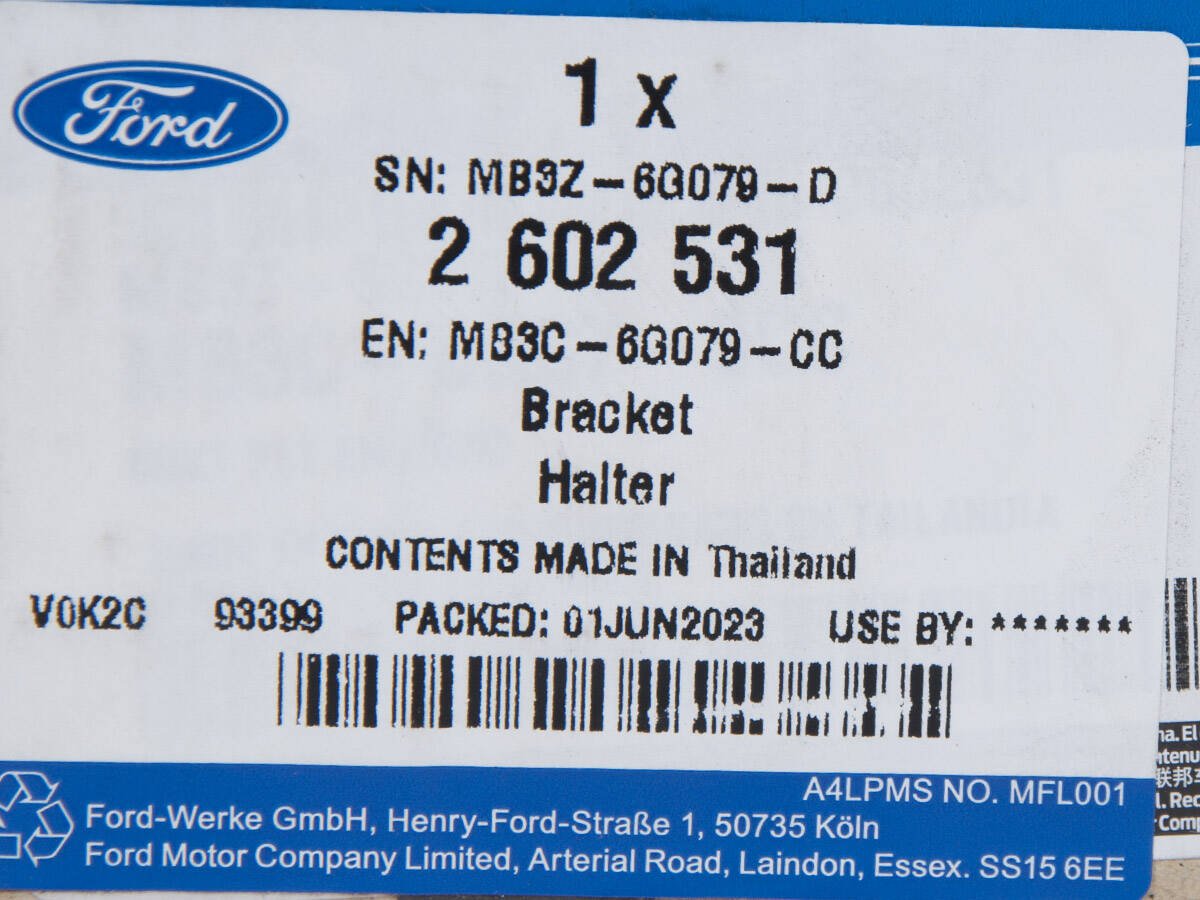 Ford
1 x
SN: MB3Z-6G079-D
2 602 531
EN: MB3C-6G079-CC
Bracket
Halter
CONTENTS MADE IN Thailand
V0K2C 93399 PACKED: 01JUN2023 USE BY: *******
A4LPMS NO. MFL001
Ford-Werke GmbH, Henry-Ford-Straße 1, 50735 Köln
Ford Motor Company Limited, Arterial Road, Laindon, Essex. SS15 6EE